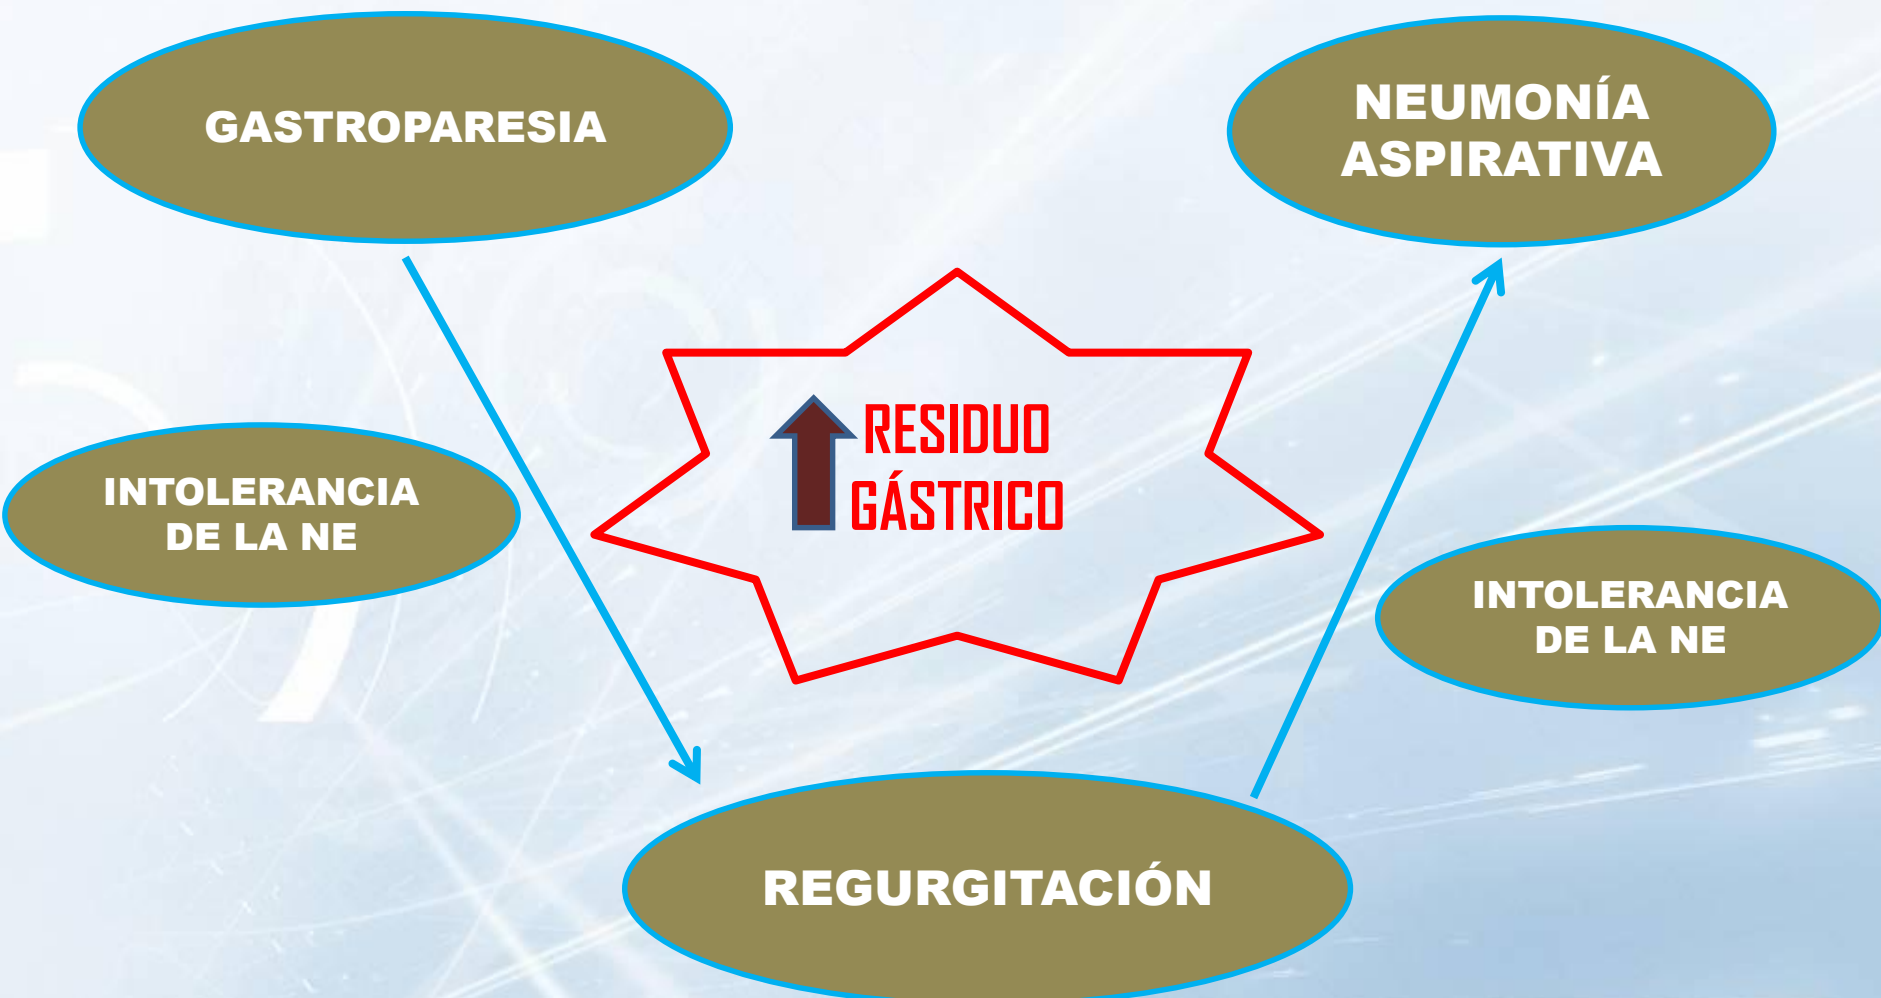 GASTROPARESIA
NEUMONÍA
ASPIRATIVA
RESIDUO
GÁSTRICO
INTOLERANCIA
DE LA NE
INTOLERANCIA
DE LA NE
REGURGITACIÓN